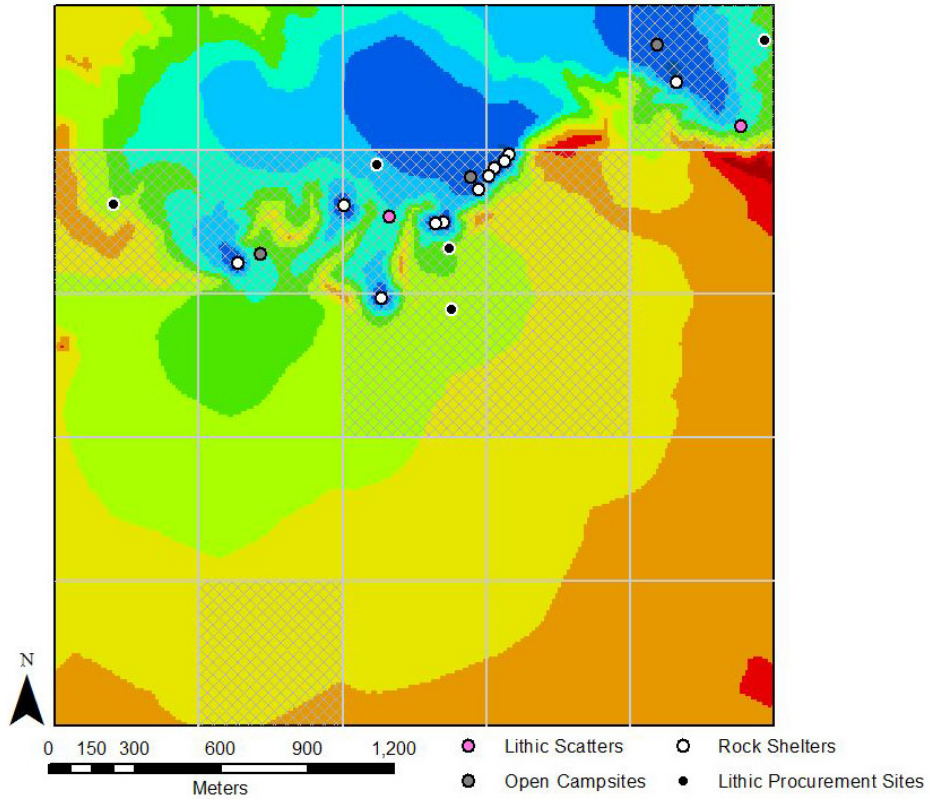 N
0 150 300 600 900 1,200
Meters
Lithic Scatters
Rock Shelters
Open Campsites
Lithic Procurement Sites